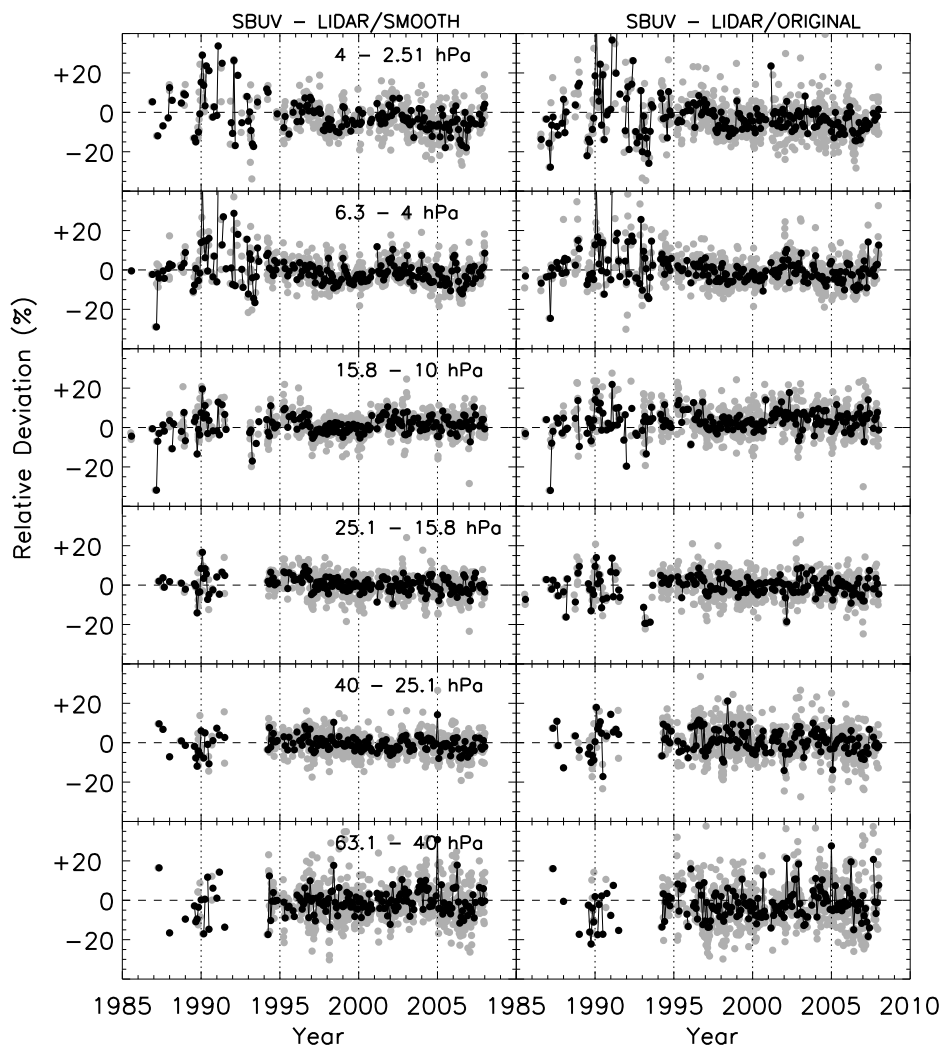 SBUV − LIDAR/SMOOTH SBUV − LIDAR/ORIGINAL
4 − 2.51 hPa
+20
0
−20
6.3 − 4 hPa
+20
0
−20
15.8 − 10 hPa
+20
0
−20
25.1 − 15.8 hPa
+20
0
−20
40 − 25.1 hPa
+20
0
−20
63.1 − 40 hPa
+20
0
−20
Relative Deviation (%)
1985 1990 1995 2000 2005 1985 1990 1995 2000 2005 2010
Year Year